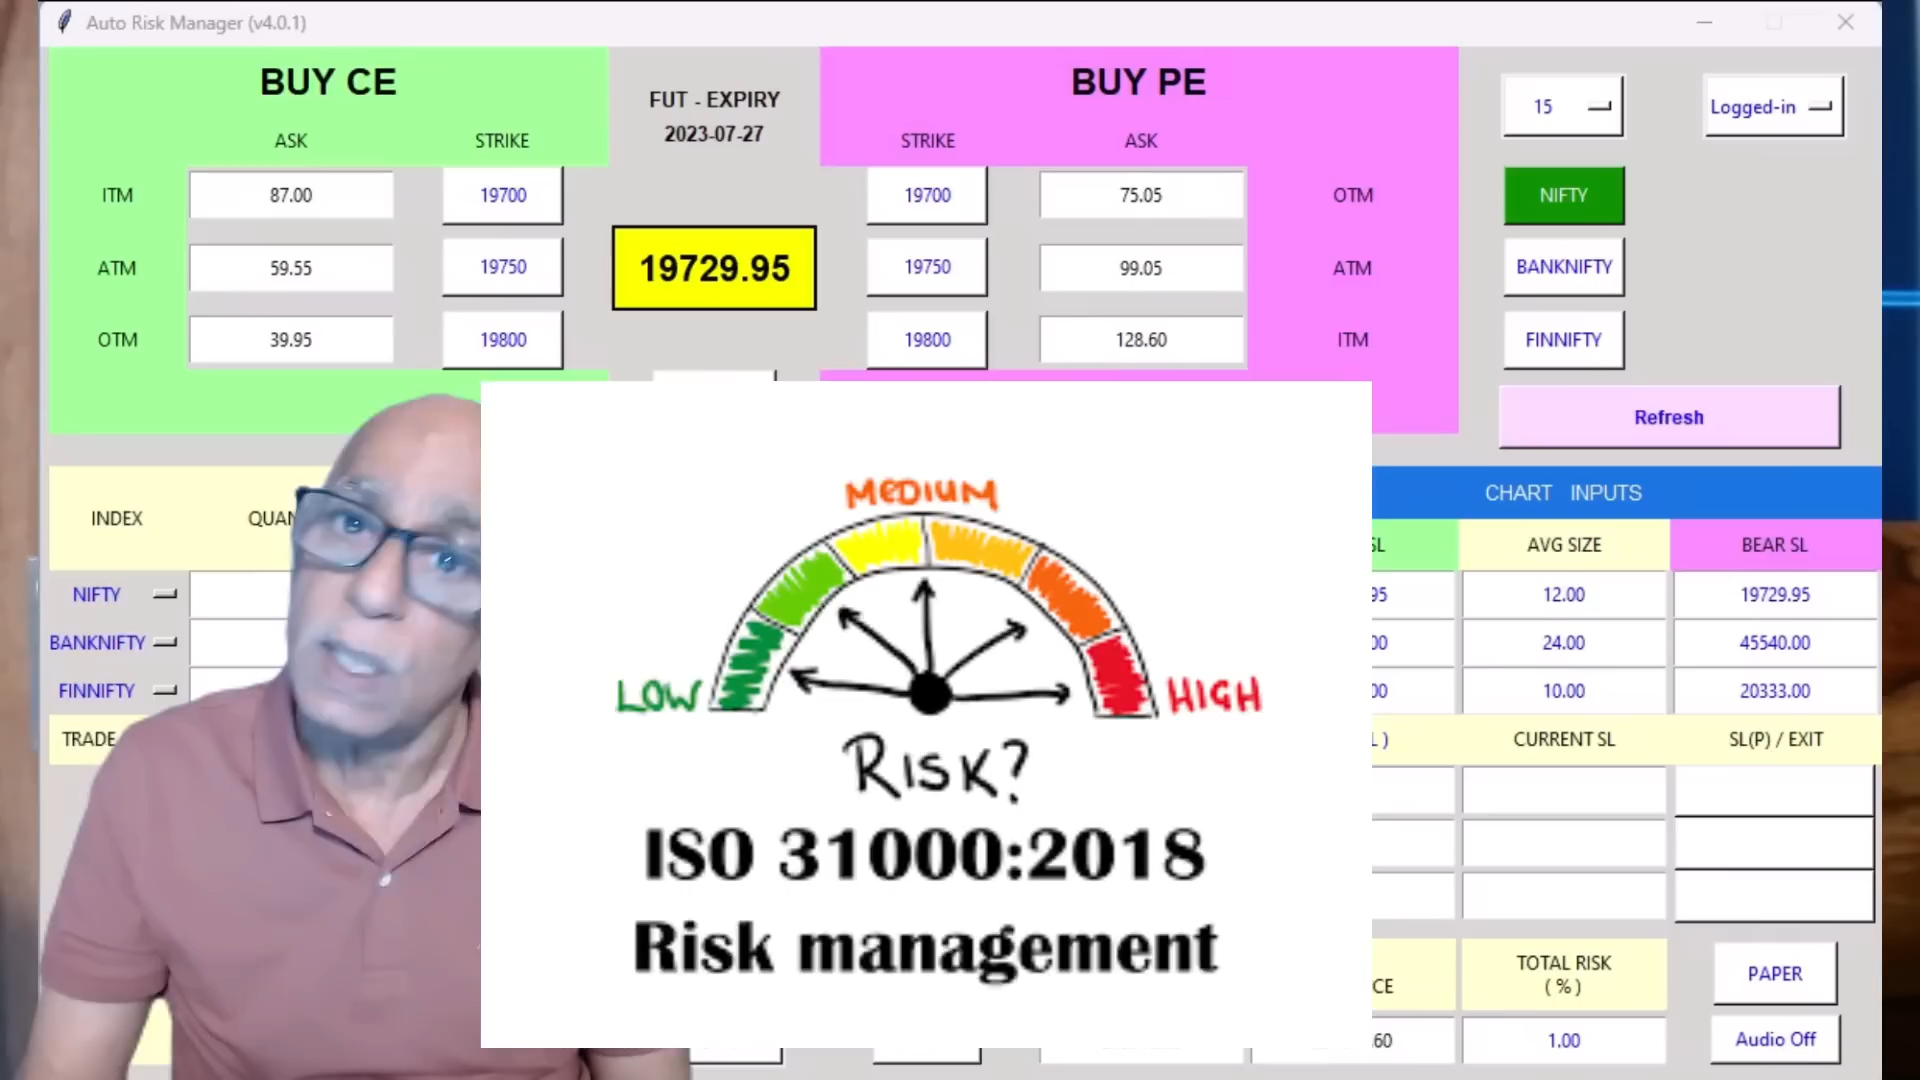 Auto Risk Manager (v4.0.1)
BUY CE
BUY PE
FUT - EXPIRY
2023-07-27
15
Logged-in
ASK
STRIKE
STRIKE
ASK
ITM
87.00
19700
19700
75.05
OTM
NIFTY
ATM
59.55
19750
19729.95
19750
99.05
ATM
BANKNIFTY
OTM
39.95
19800
19800
128.60
ITM
FINNIFTY
Refresh
CHART INPUTS
INDEX
AVG SIZE
BEAR SL
NIFTY
12.00
19729.95
BANKNIFTY
24.00
45540.00
FINNIFTY
10.00
20333.00
TRADE
CURRENT SL
SL(P) / EXIT
TOTAL RISK
( % )
PAPER
1.00
Audio Off
MEDIUM
LOW
HIGH
RISK?
ISO 31000:2018
Risk management